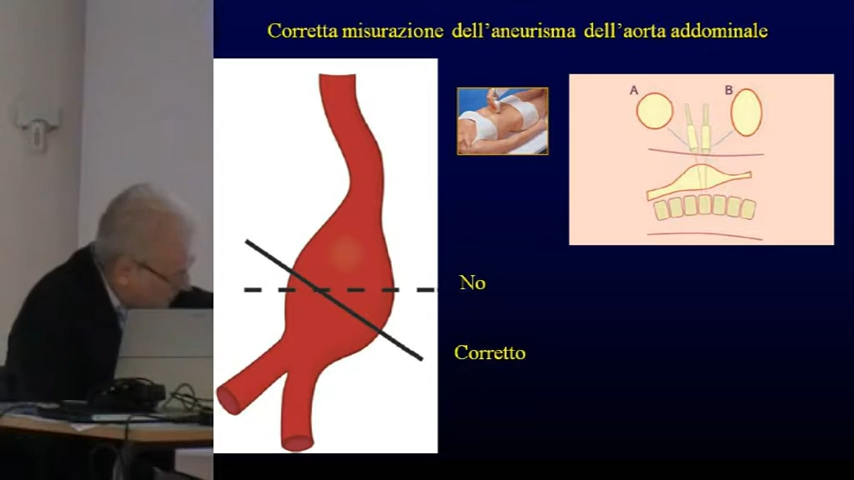 Corretta misurazione dell'aneurisma dell'aorta addominale
A
B
No
Corretto